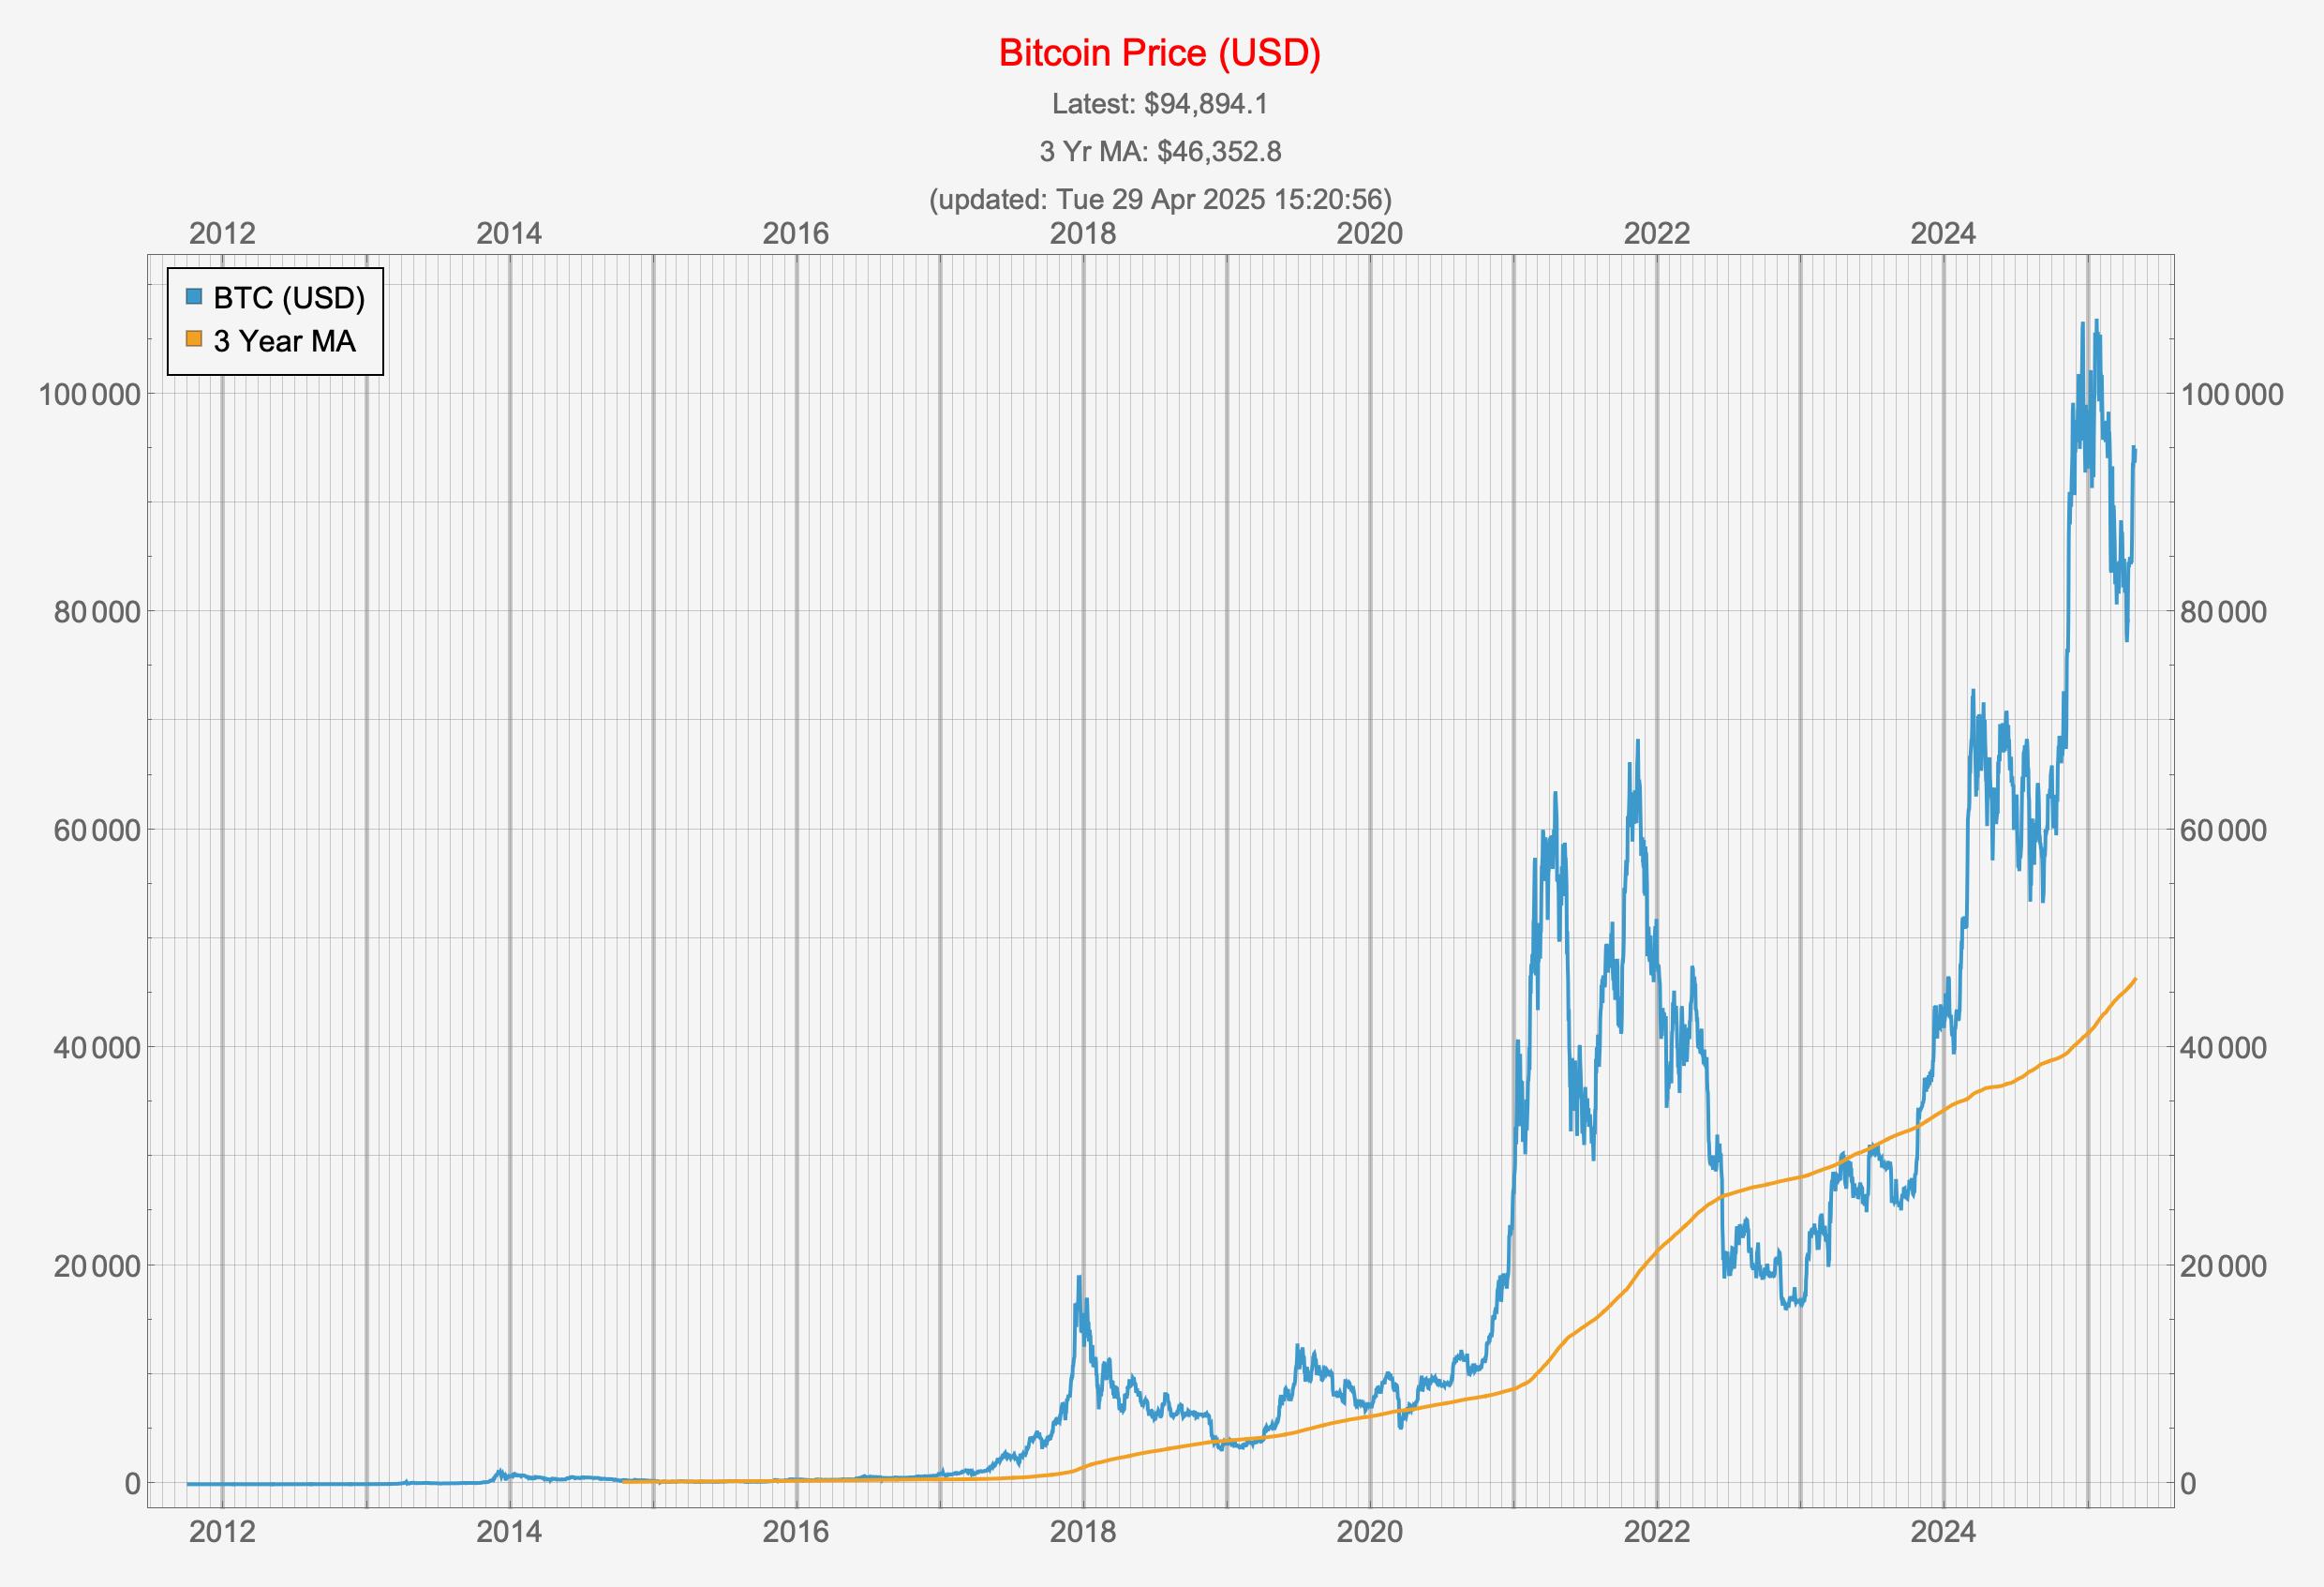 Bitcoin Price (USD)
Latest: $94,894.1
3 Yr MA: $46,352.8
(updated: Tue 29 Apr 2025 15:20:56)
2012 2014 2016 2018 2020 2022 2024
BTC (USD)
3 Year MA
100 000 100 000
80 000 80 000
60 000 60 000
40 000 40 000
20 000 20 000
0 0
2012 2014 2016 2018 2020 2022 2024